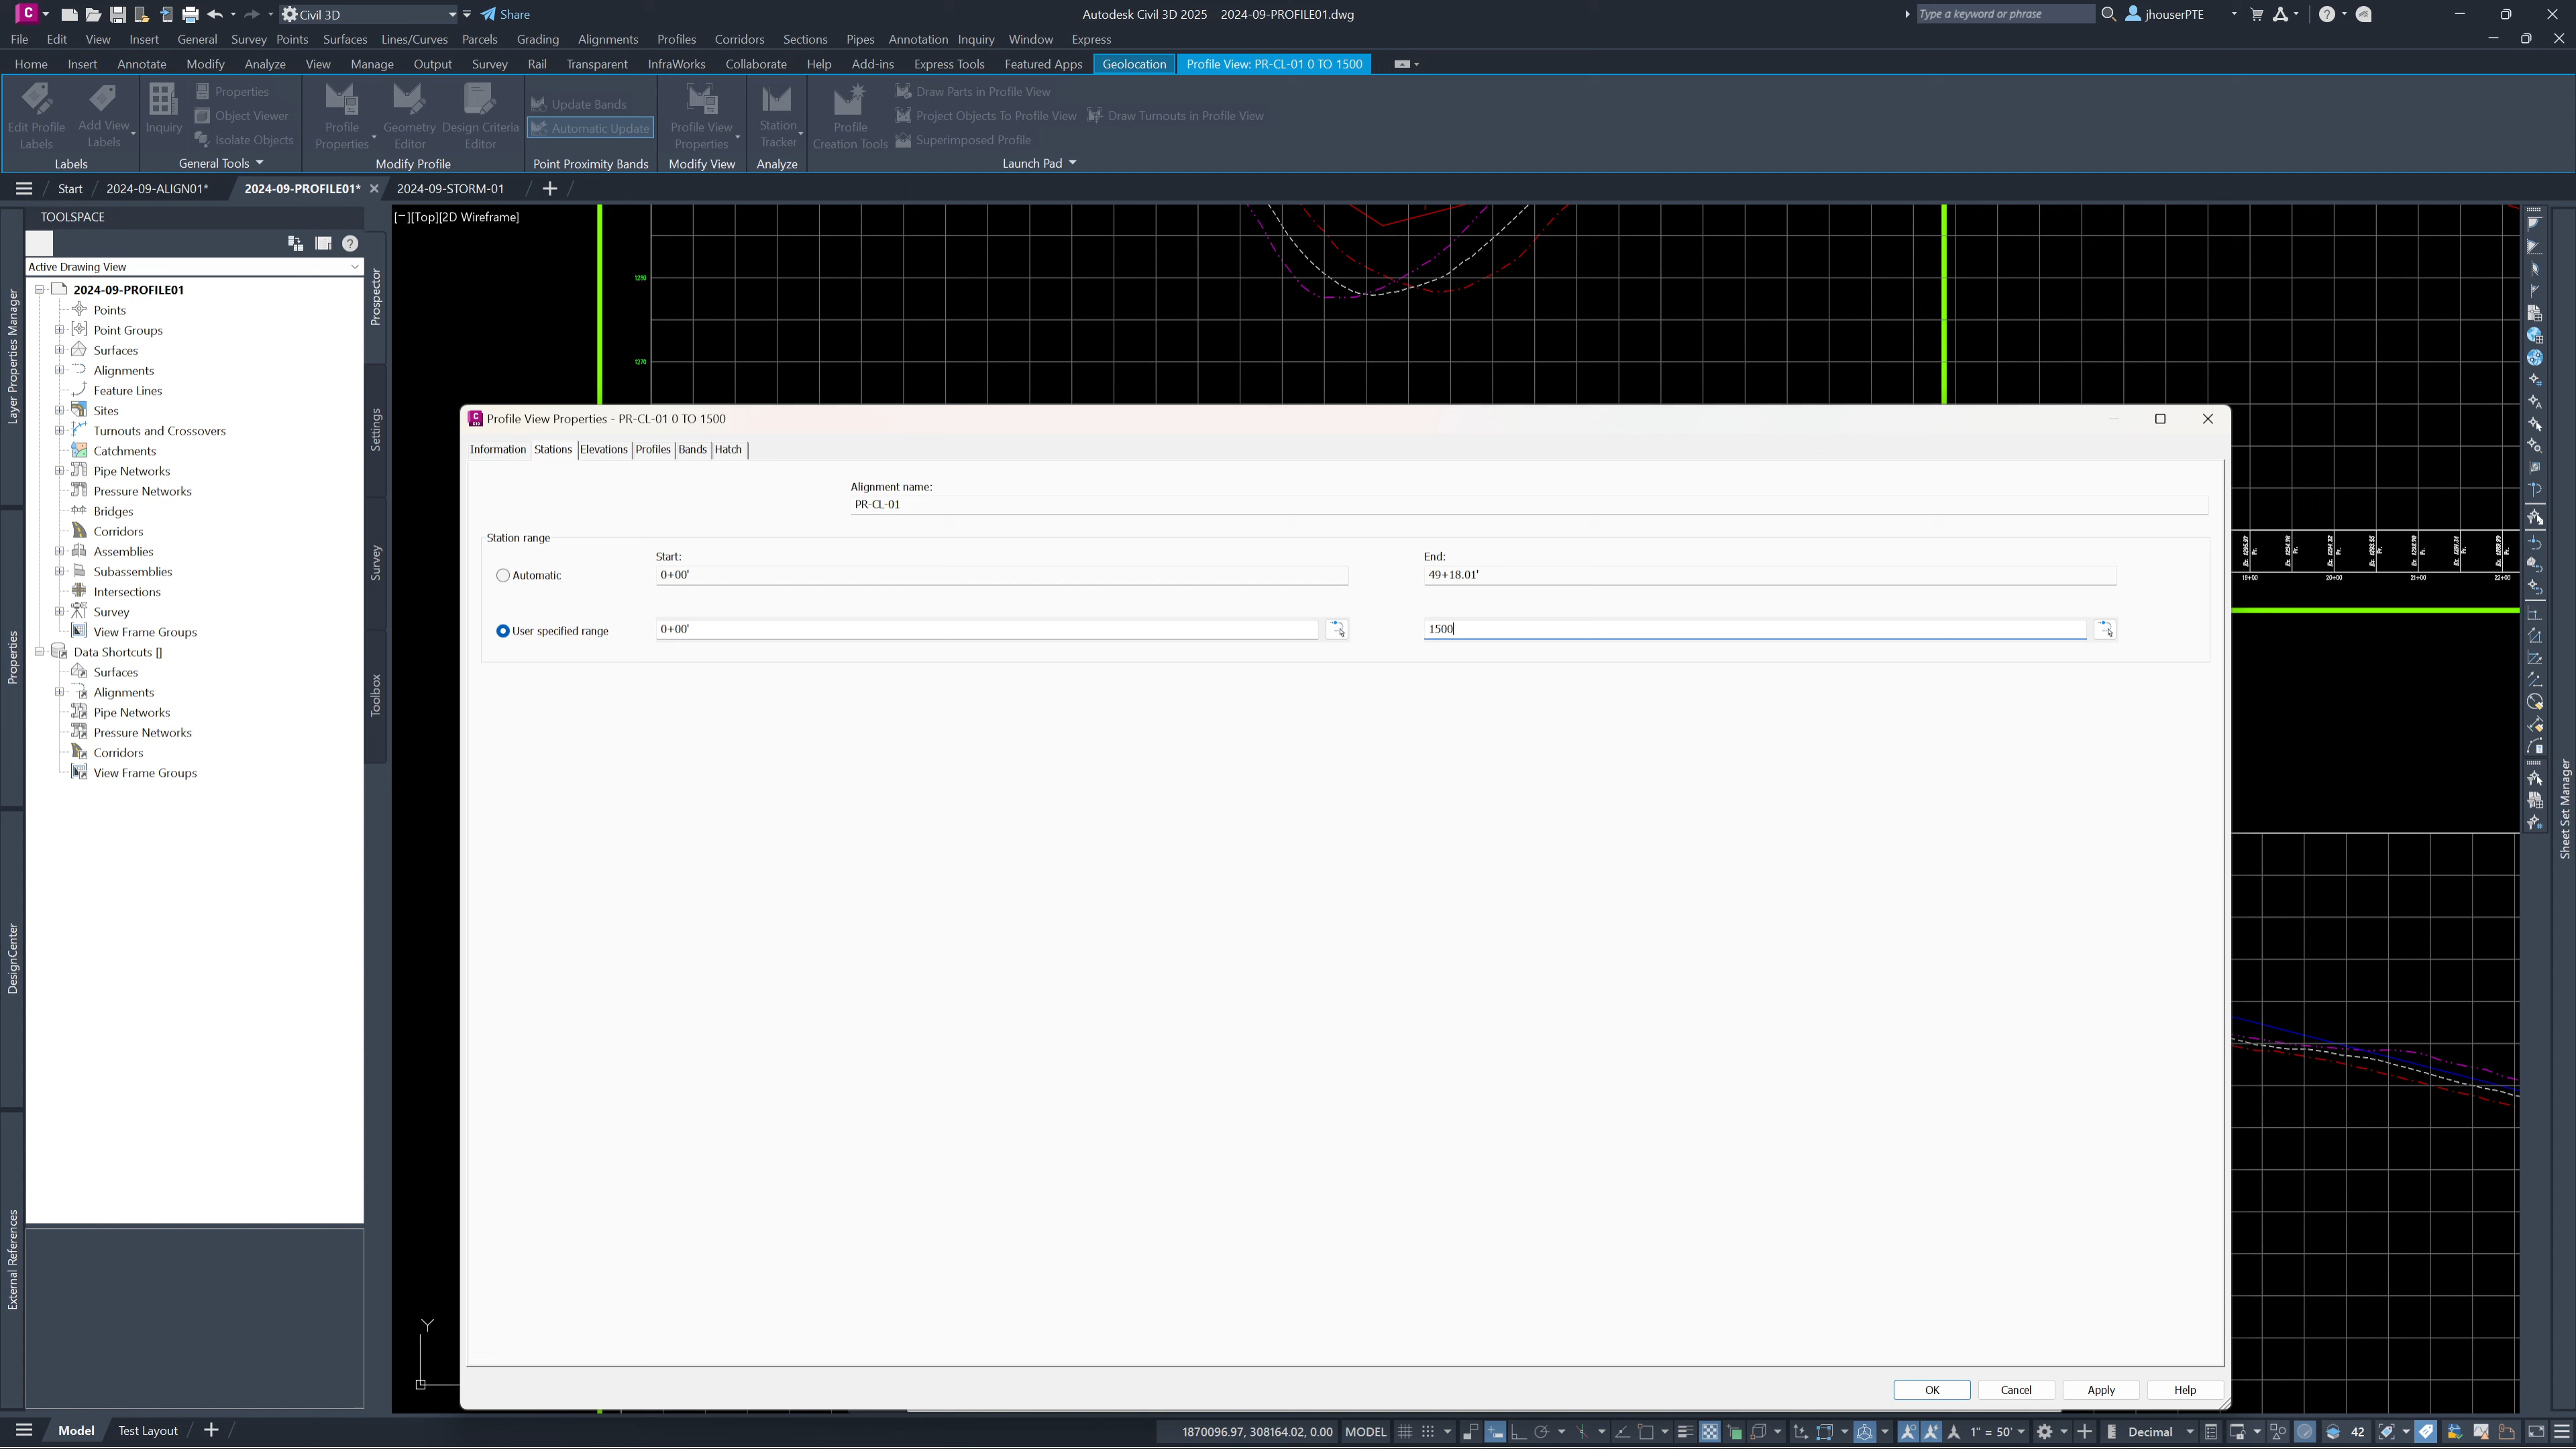 C Civil 3D Share Autodesk Civil 3D 2025 2024-09-PROFILE01.dwg Type a keyword or phrase jhouserPTE
File Edit View Insert General Survey Points Surfaces Lines/Curves Parcels Grading Alignments Profiles Corridors Sections Pipes Annotation Inquiry Window Express
Home Insert Annotate Modify Analyze View Manage Output Survey Rail Transparent InfraWorks Collaborate Help Add-ins Express Tools Featured Apps Geolocation Profile View: PR-CL-01 0 TO 1500
Properties Draw Parts in Profile View
Update Bands
Object Viewer Project Objects To Profile View Draw Turnouts in Profile View
Edit Profile Labels Add View Labels Inquiry Profile Properties Geometry Editor Design Criteria Editor Automatic Update Profile View Properties Station Tracker Profile Creation Tools
Isolate Objects Superimposed Profile
Labels General Tools Modify Profile Point Proximity Bands Modify View Analyze Launch Pad
Start 2024-09-ALIGN01* 2024-09-PROFILE01* 2024-09-STORM-01
TOOLSPACE
[−][Top][2D Wireframe]
Active Drawing View
2024-09-PROFILE01
Points
Point Groups
Surfaces
Alignments
Feature Lines
Sites
Turnouts and Crossovers
Catchments
Pipe Networks
Pressure Networks
Bridges
Corridors
Assemblies
Subassemblies
Intersections
Survey
View Frame Groups
Data Shortcuts []
Surfaces
Alignments
Pipe Networks
Pressure Networks
Corridors
View Frame Groups
Layer Properties Manager
Properties
DesignCenter
External References
Prospector
Settings
Survey
Toolbox
1280
1270
Profile View Properties - PR-CL-01 0 TO 1500
Information Stations Elevations Profiles Bands Hatch
Alignment name:
PR-CL-01
Station range
Start: End:
Automatic 0+00' 49+18.01'
User specified range 0+00' 1500
OK Cancel Apply Help
19+00 20+00 21+00 22+00
Sheet Set Manager
Y
Model Test Layout 1870096.97, 308164.02, 0.00 MODEL 1" = 50' Decimal 42